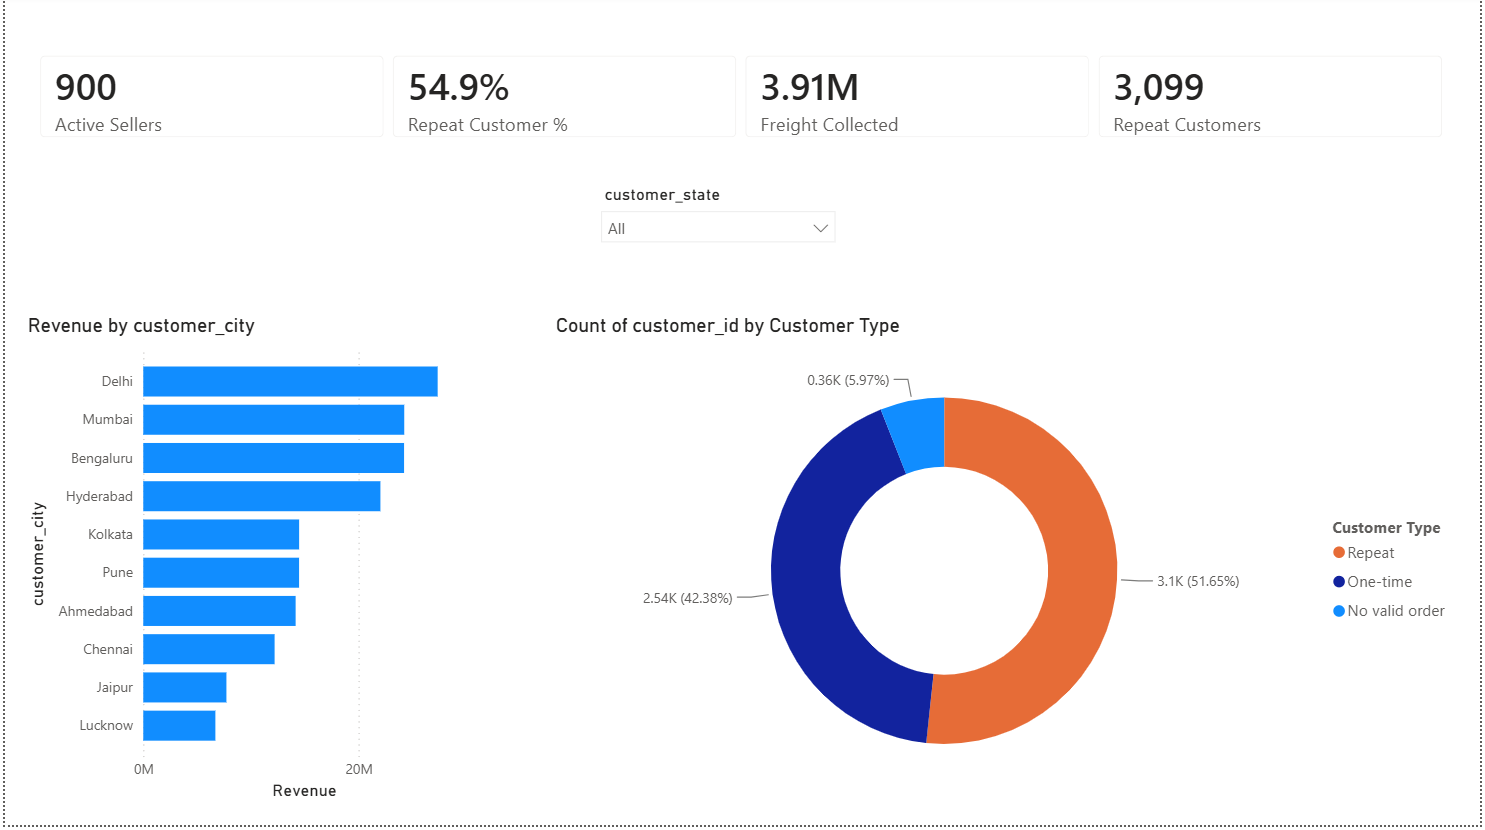 900
Active Sellers
54.9%
Repeat Customer %
3.91M
Freight Collected
3,099
Repeat Customers
customer_state
All
Revenue by customer_city
customer_city
Delhi
Mumbai
Bengaluru
Hyderabad
Kolkata
Pune
Ahmedabad
Chennai
Jaipur
Lucknow
0M
20M
Revenue
Count of customer_id by Customer Type
0.36K (5.97%)
2.54K (42.38%)
3.1K (51.65%)
Customer Type
Repeat
One-time
No valid order